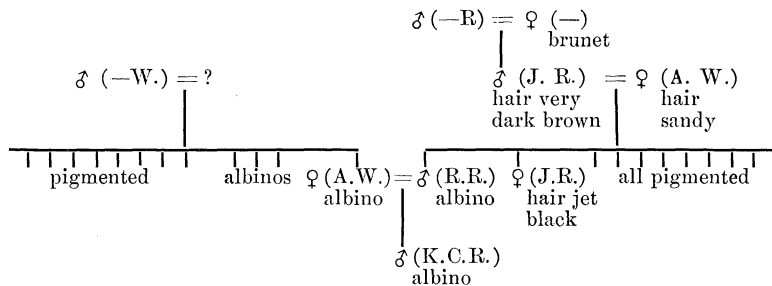 ♂ (—R) = ♀ (—)
brunet
♂ (—W.) = ?
♂ (J. R.) = ♀ (A. W.)
hair very
dark brown
hair
sandy
pigmented
albinos
♀ (A.W.) = ♂ (R.R.)
albino
albino
♀ (J.R.)
hair jet
black
all pigmented
♂ (K.C.R.)
albino